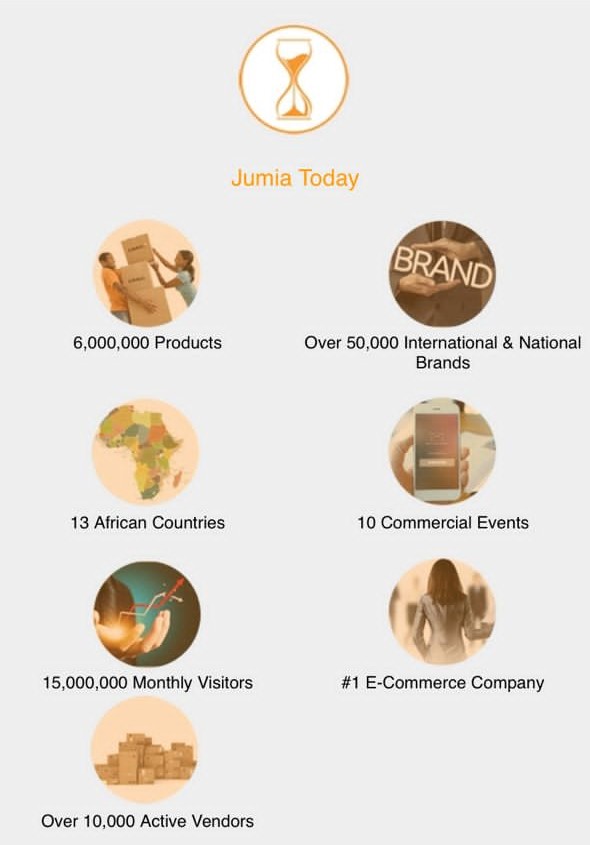 Jumia Today
BRAND
6,000,000 Products
Over 50,000 International & National
Brands
13 African Countries
10 Commercial Events
15,000,000 Monthly Visitors
#1 E-Commerce Company
Over 10,000 Active Vendors